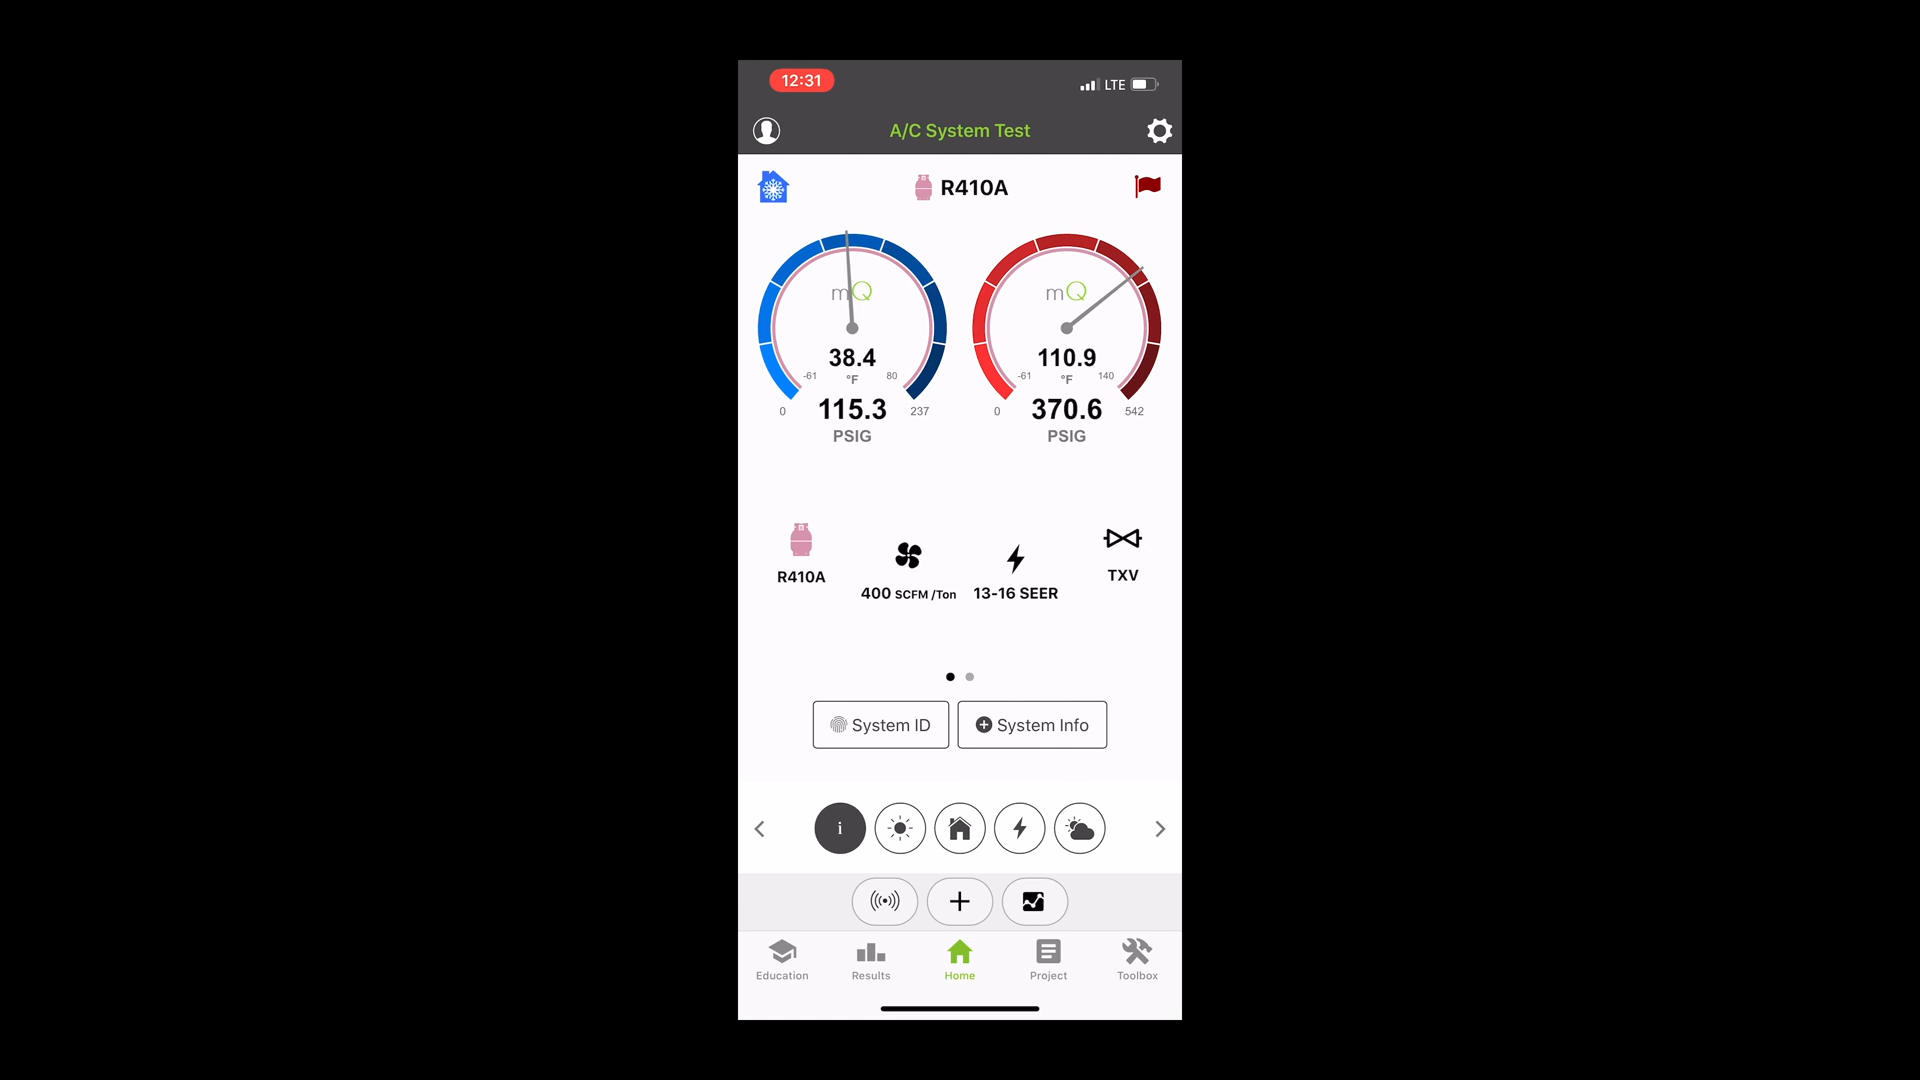 12:31
LTE
A/C System Test
R410A
mQ
mQ
38.4
110.9
-61 °F 80
-61 °F 140
0 115.3 237
0 370.6 542
PSIG
PSIG
R410A
400 SCFM /Ton
13-16 SEER
TXV
System ID
System Info
i
Education
Results
Home
Project
Toolbox